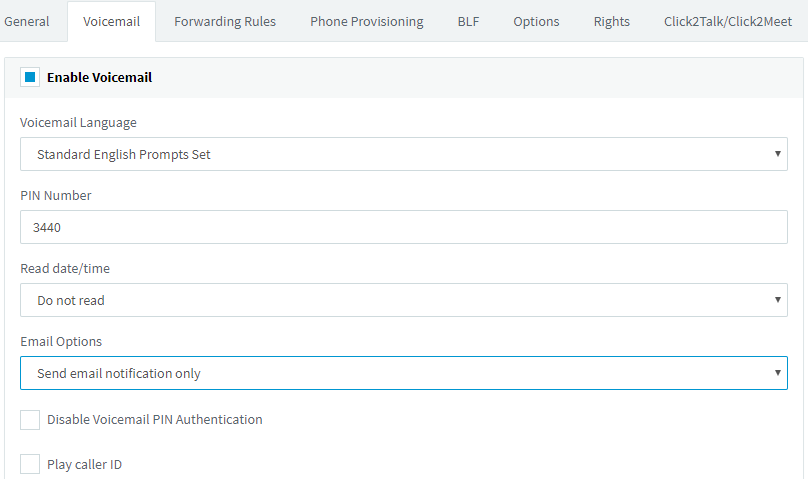 General Voicemail Forwarding Rules Phone Provisioning BLF Options Rights Click2Talk/Click2Meet
Enable Voicemail
Voicemail Language
Standard English Prompts Set
PIN Number
3440
Read date/time
Do not read
Email Options
Send email notification only
Disable Voicemail PIN Authentication
Play caller ID